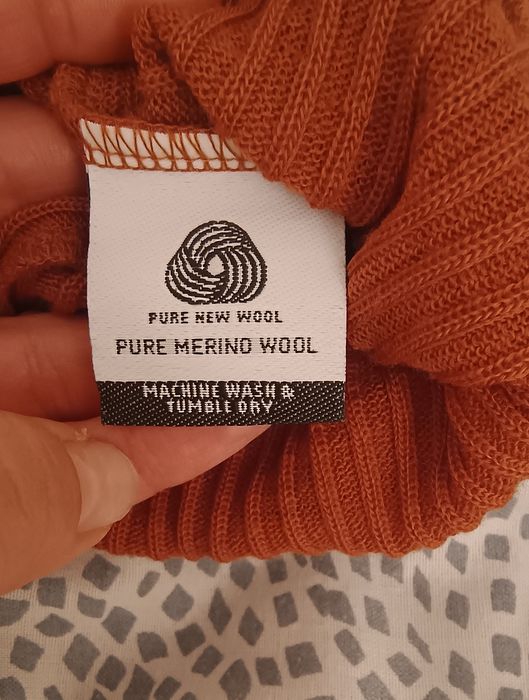 PURE NEW WOOL
PURE MERINO WOOL
MACHINE WASH &
TUMBLE DRY